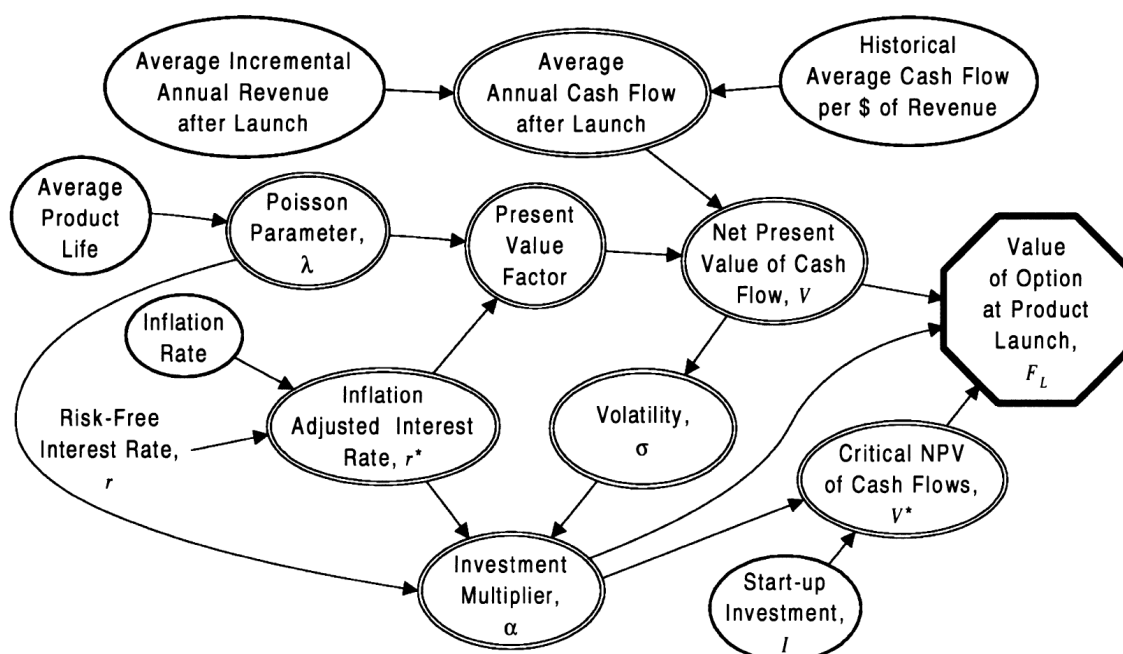 Average Incremental
Annual Revenue
after Launch
Average
Annual Cash Flow
after Launch
Historical
Average Cash Flow
per $ of Revenue
Average
Product
Life
Poisson
Parameter,
λ
Present
Value
Factor
Net Present
Value of Cash
Flow, V
Value
of Option
at Product
Launch,
F_L
Inflation
Rate
Risk-Free
Interest Rate,
r
Inflation
Adjusted Interest
Rate, r*
Volatility,
σ
Critical NPV
of Cash Flows,
V*
Investment
Multiplier,
α
Start-up
Investment,
I